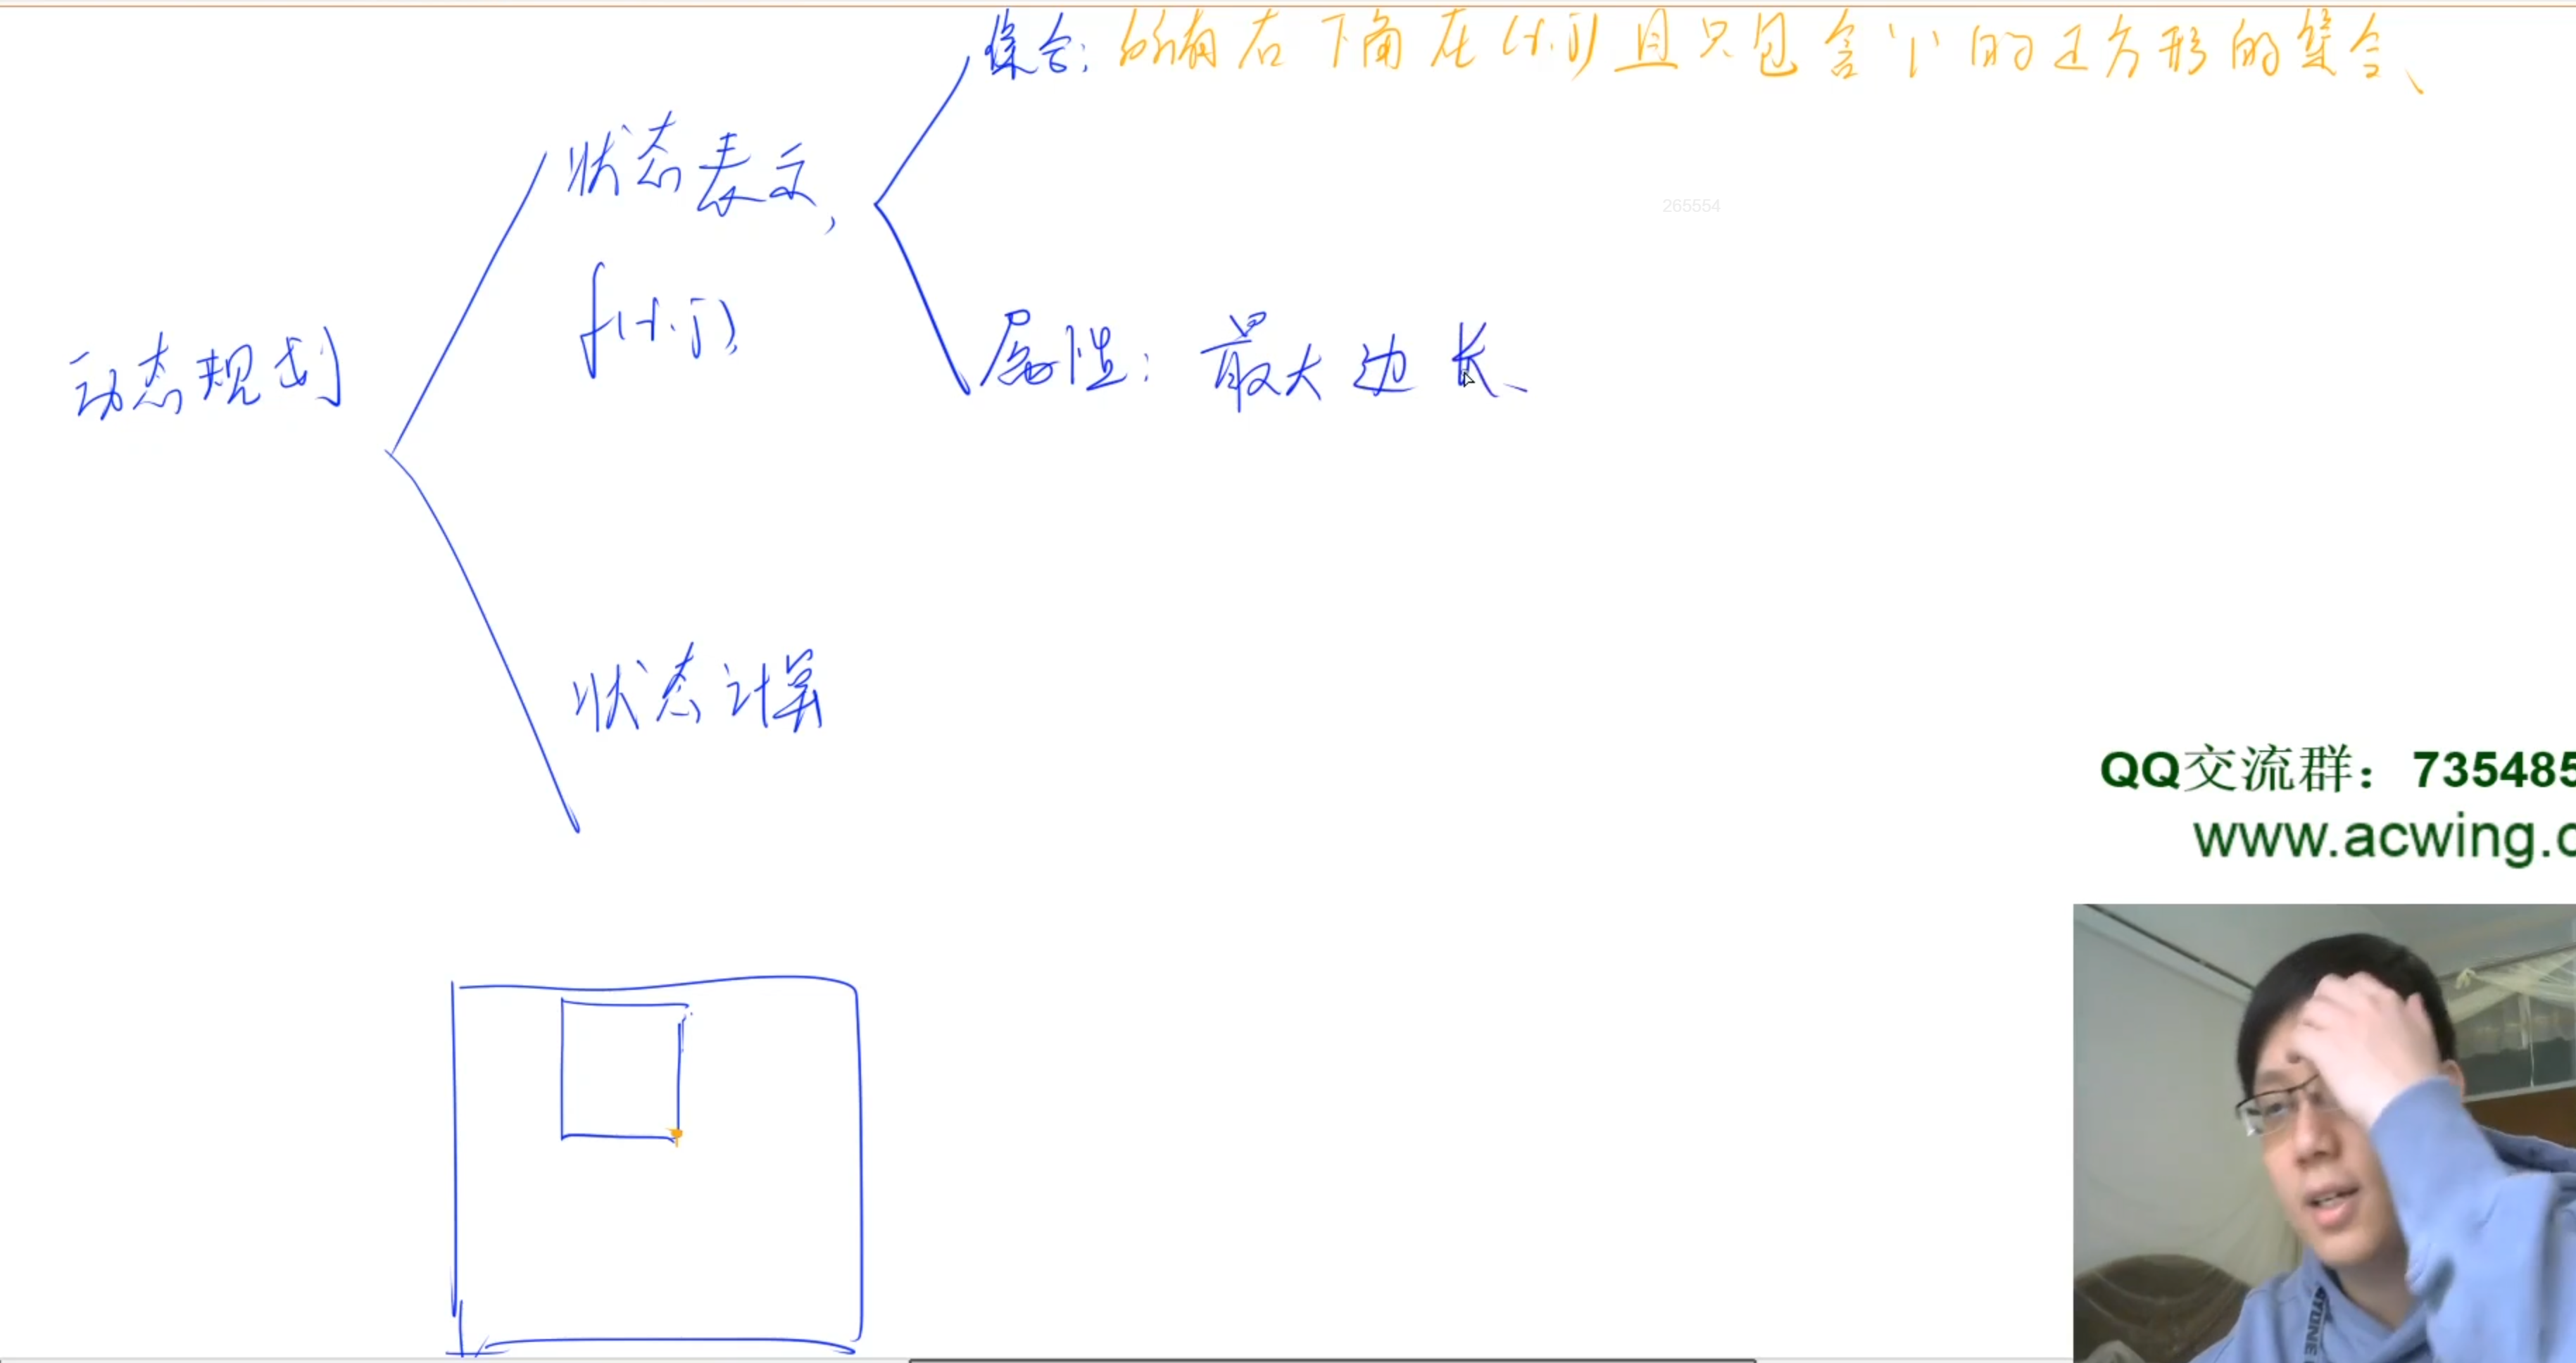 集合: 所有右下角在(i.j)且只包含'1'的正方形的集合、
状态表示,
265554
f(i.j),
动态规划
属性: 最大边长、
状态计算
QQ交流群：735485
www.acwing.c